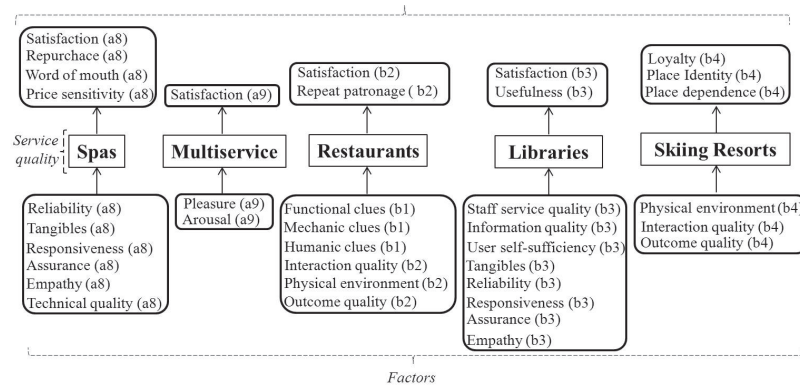 Satisfaction (a8)
Repurchace (a8)
Word of mouth (a8)
Price sensitivity (a8)
Satisfaction (a9)
Satisfaction (b2)
Repeat patronage ( b2)
Satisfaction (b3)
Usefulness (b3)
Loyalty (b4)
Place Identity (b4)
Place dependence (b4)
Service
quality
Spas
Multiservice
Restaurants
Libraries
Skiing Resorts
Reliability (a8)
Tangibles (a8)
Responsiveness (a8)
Assurance (a8)
Empathy (a8)
Technical quality (a8)
Pleasure (a9)
Arousal (a9)
Functional clues (b1)
Mechanic clues (b1)
Humanic clues (b1)
Interaction quality (b2)
Physical environment (b2)
Outcome quality (b2)
Staff service quality (b3)
Information quality (b3)
User self-sufficiency (b3)
Tangibles (b3)
Reliability (b3)
Responsiveness (b3)
Assurance (b3)
Empathy (b3)
Physical environment (b4)
Interaction quality (b4)
Outcome quality (b4)
Factors